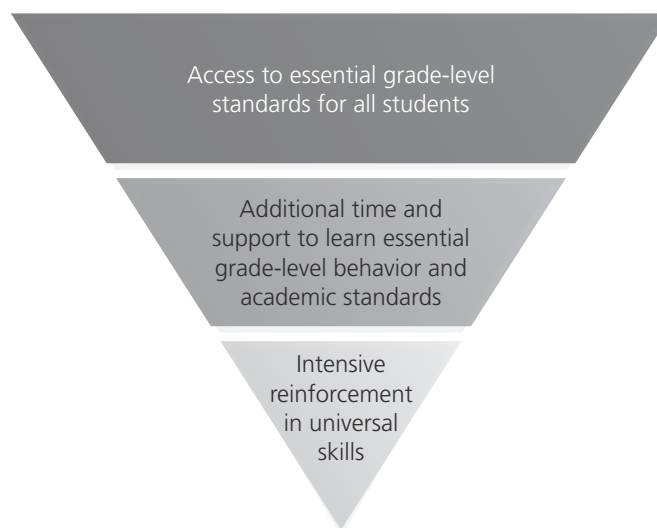 Access to essential grade-level
standards for all students
Additional time and
support to learn essential
grade-level behavior and
academic standards
Intensive
reinforcement
in universal
skills